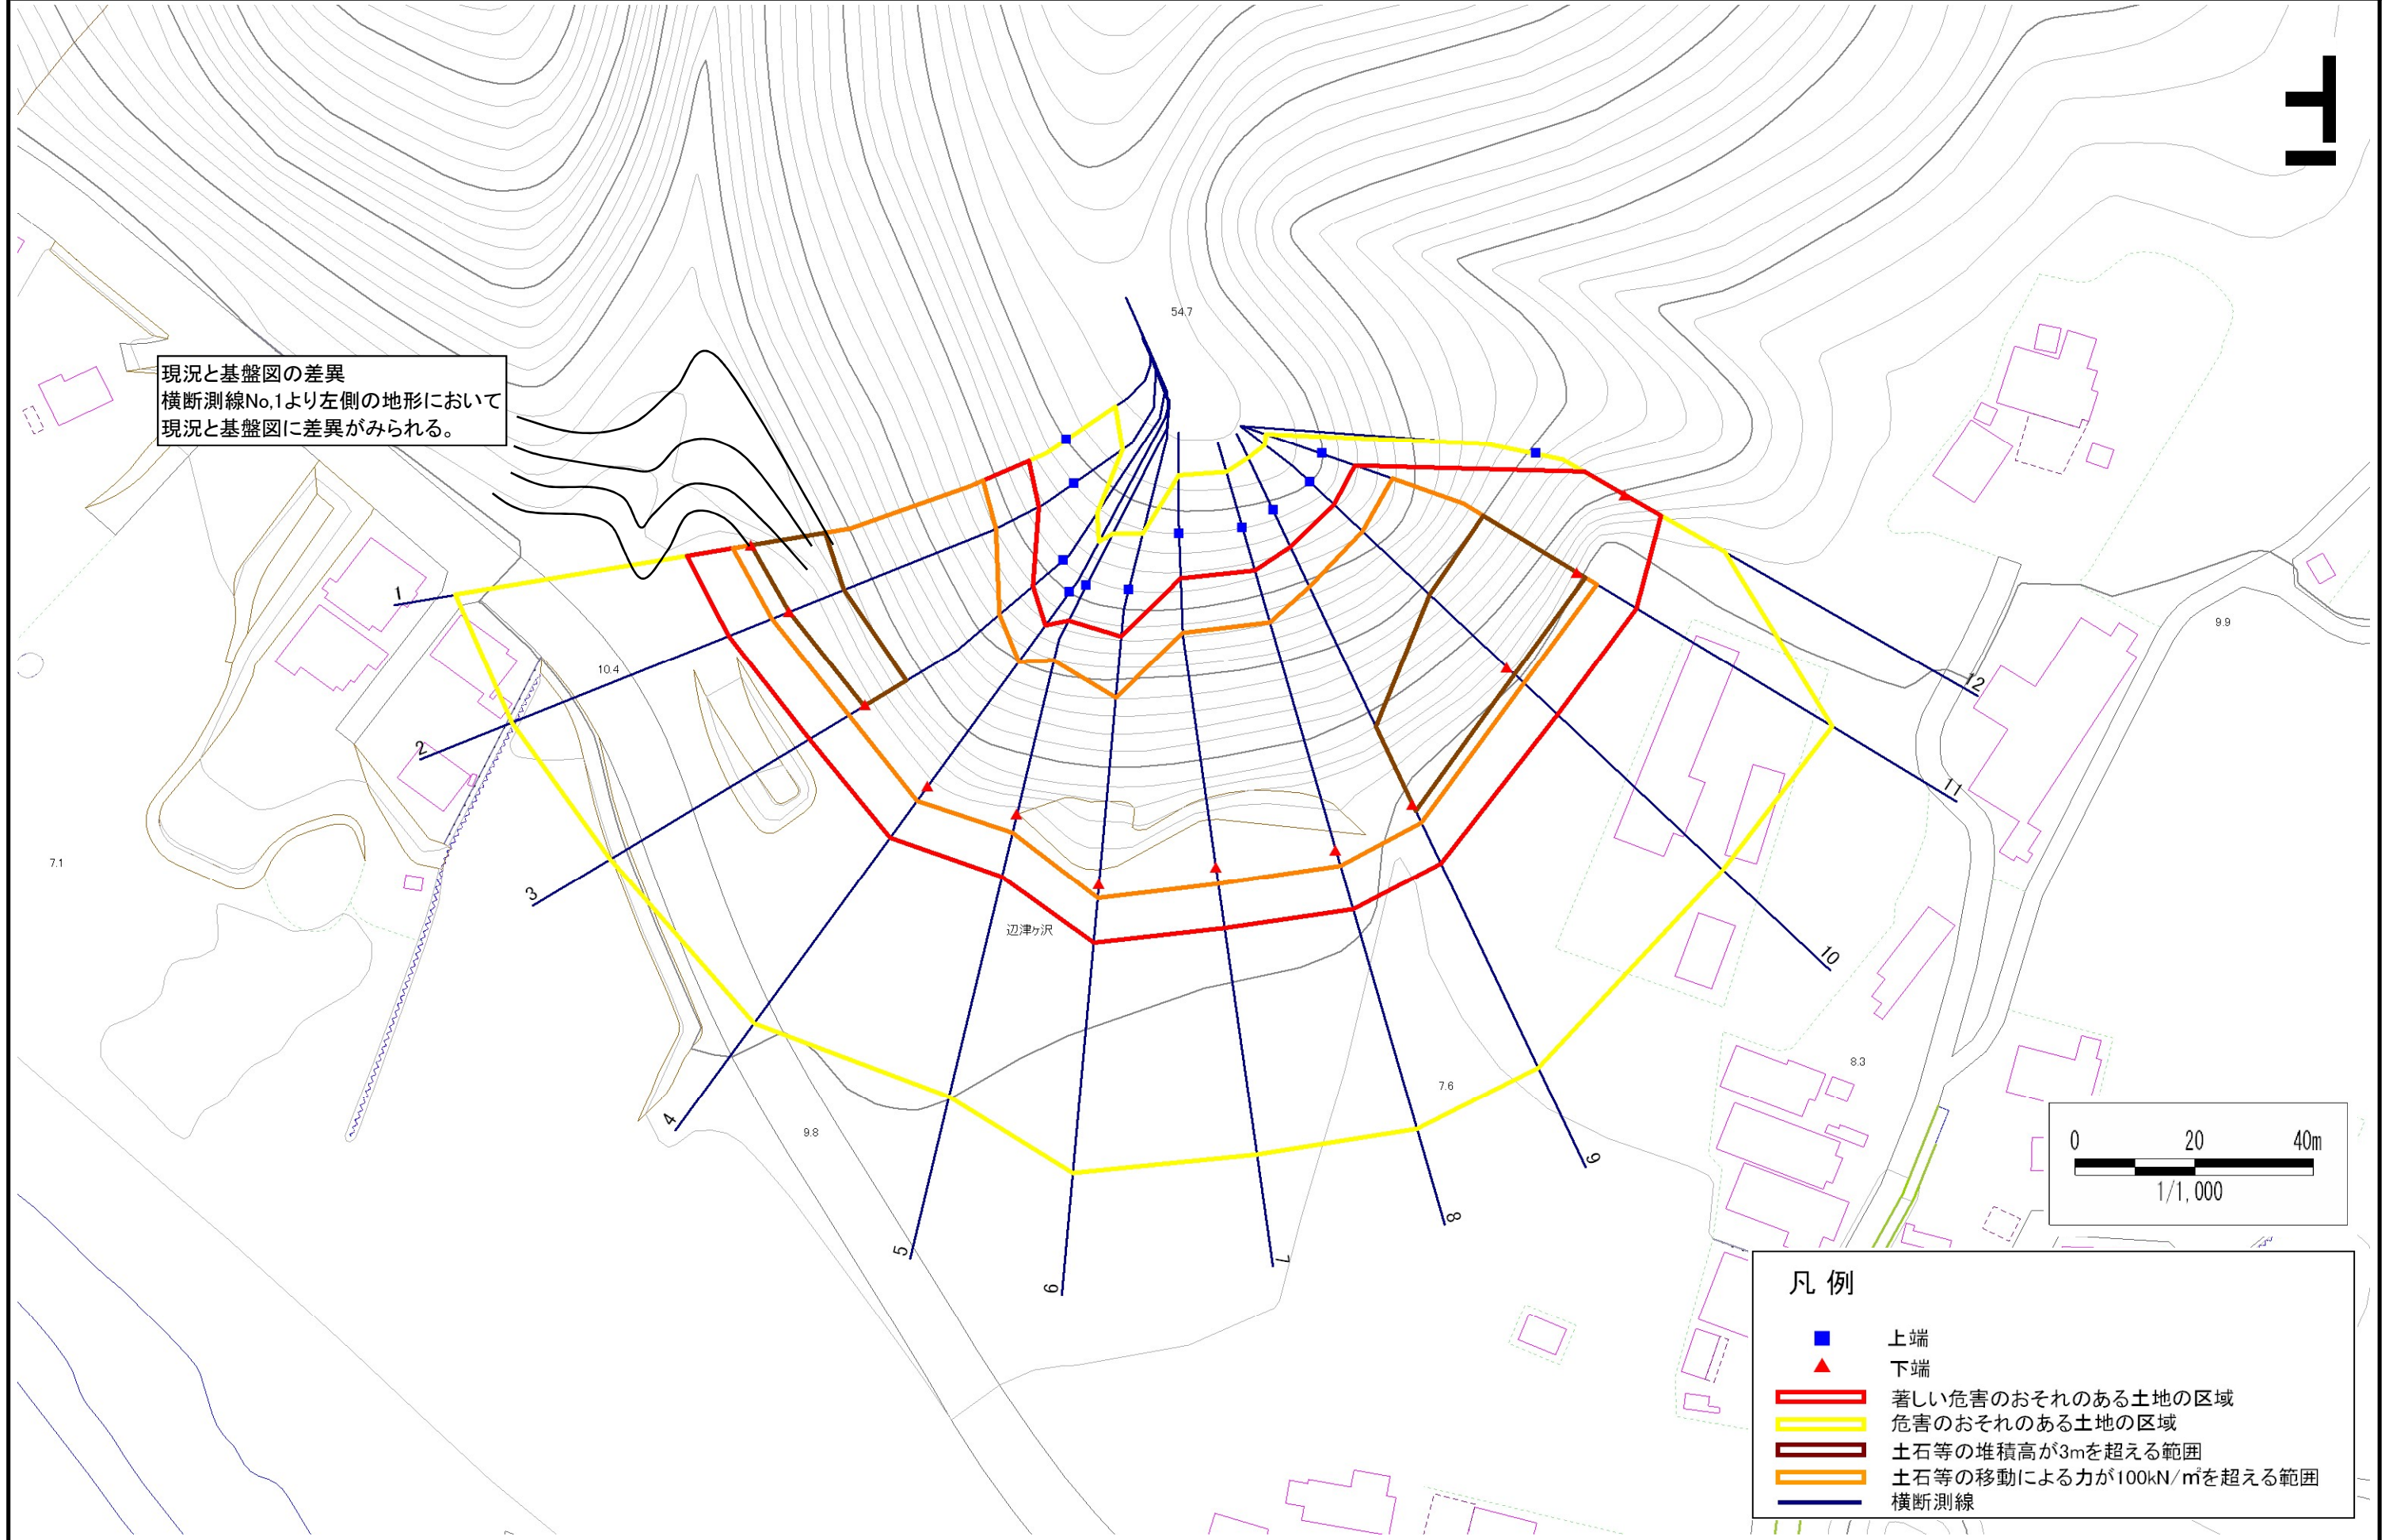 54.7
現況と基盤図の差異
横断測線No,1より左側の地形において
現況と基盤図に差異がみられる。
1
10.4
9.9
12
2
11
7.1
3
辺津ヶ沢
10
8.3
7.6
4
9.8
9
8
5
7
6
0 20 40m
1/1,000
凡 例
上端
下端
著しい危害のおそれのある土地の区域
危害のおそれのある土地の区域
土石等の堆積高が3mを超える範囲
土石等の移動による力が100kN/㎡を超える範囲
横断測線